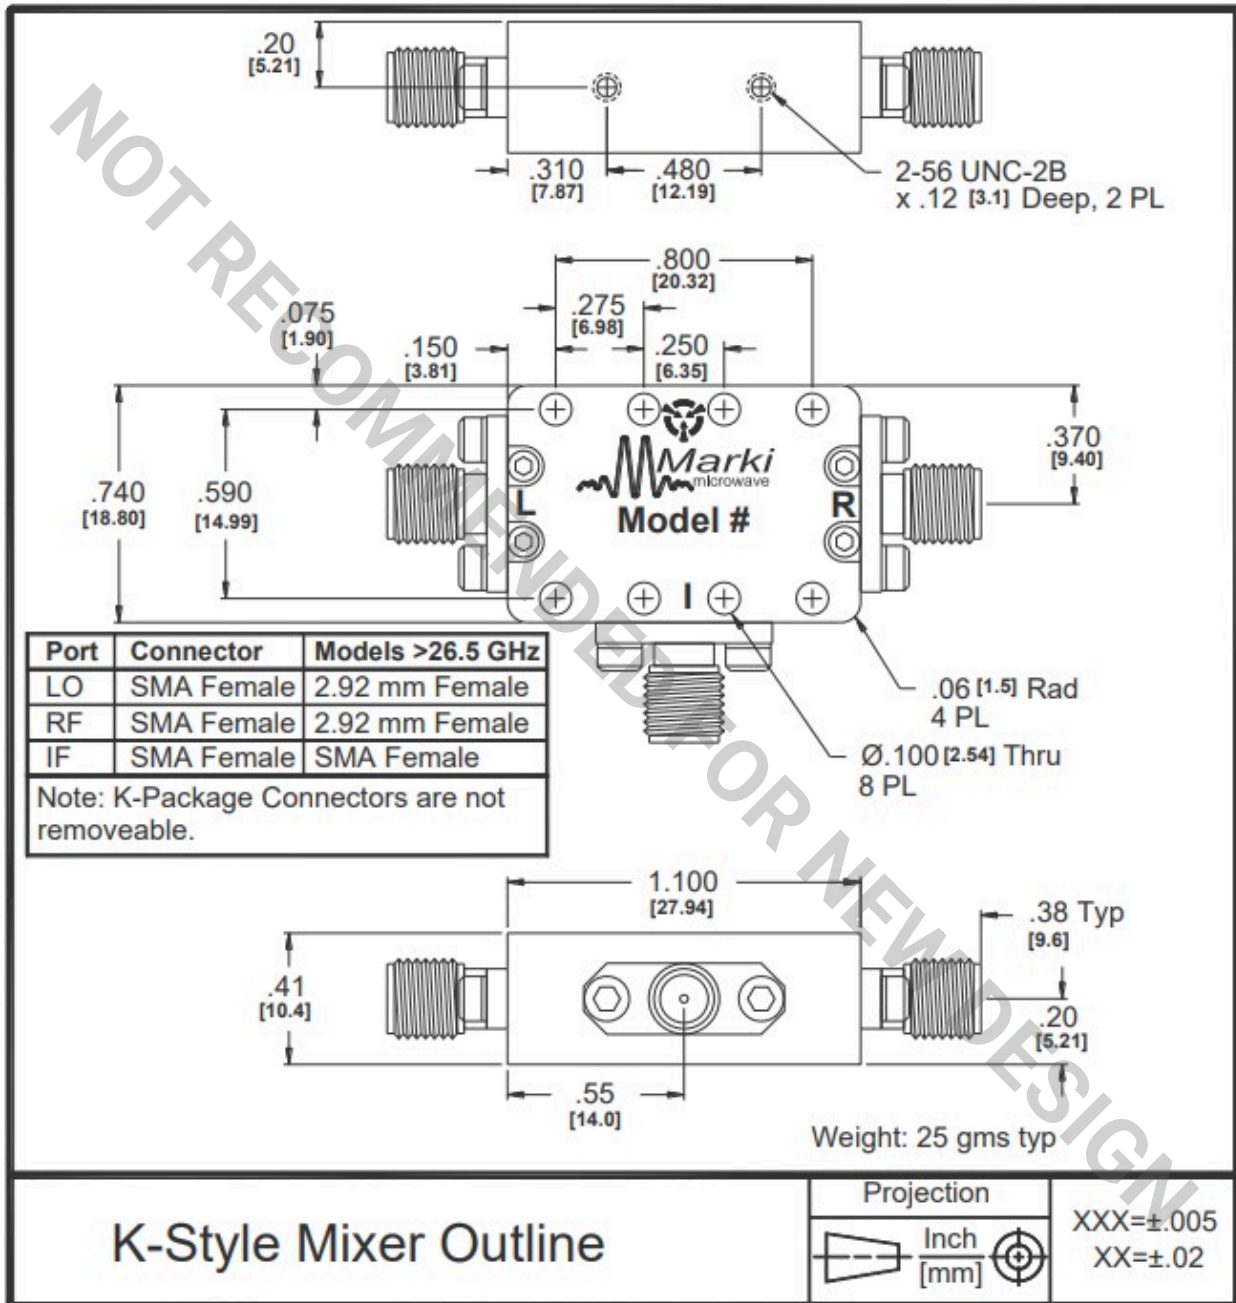 .20
[5.21]
.310
[7.87]
.480
[12.19]
2-56 UNC-2B
x .12 [3.1] Deep, 2 PL
.800
[20.32]
.275
[6.98]
.075
[1.90]
.150
[3.81]
.250
[6.35]
.370
[9.40]
.740
[18.80]
.590
[14.99]
Marki
microwave
L
R
Model #
I
Port Connector Models >26.5 GHz
LO SMA Female 2.92 mm Female
RF SMA Female 2.92 mm Female
IF SMA Female SMA Female
Note: K-Package Connectors are not
removeable.
.06 [1.5] Rad
4 PL
Ø.100 [2.54] Thru
8 PL
1.100
[27.94]
.38 Typ
[9.6]
.41
[10.4]
.20
[5.21]
.55
[14.0]
Weight: 25 gms typ
NOT RECOMMENDED FOR NEW DESIGN
K-Style Mixer Outline
Projection
Inch
[mm]
XXX=±.005
XX=±.02